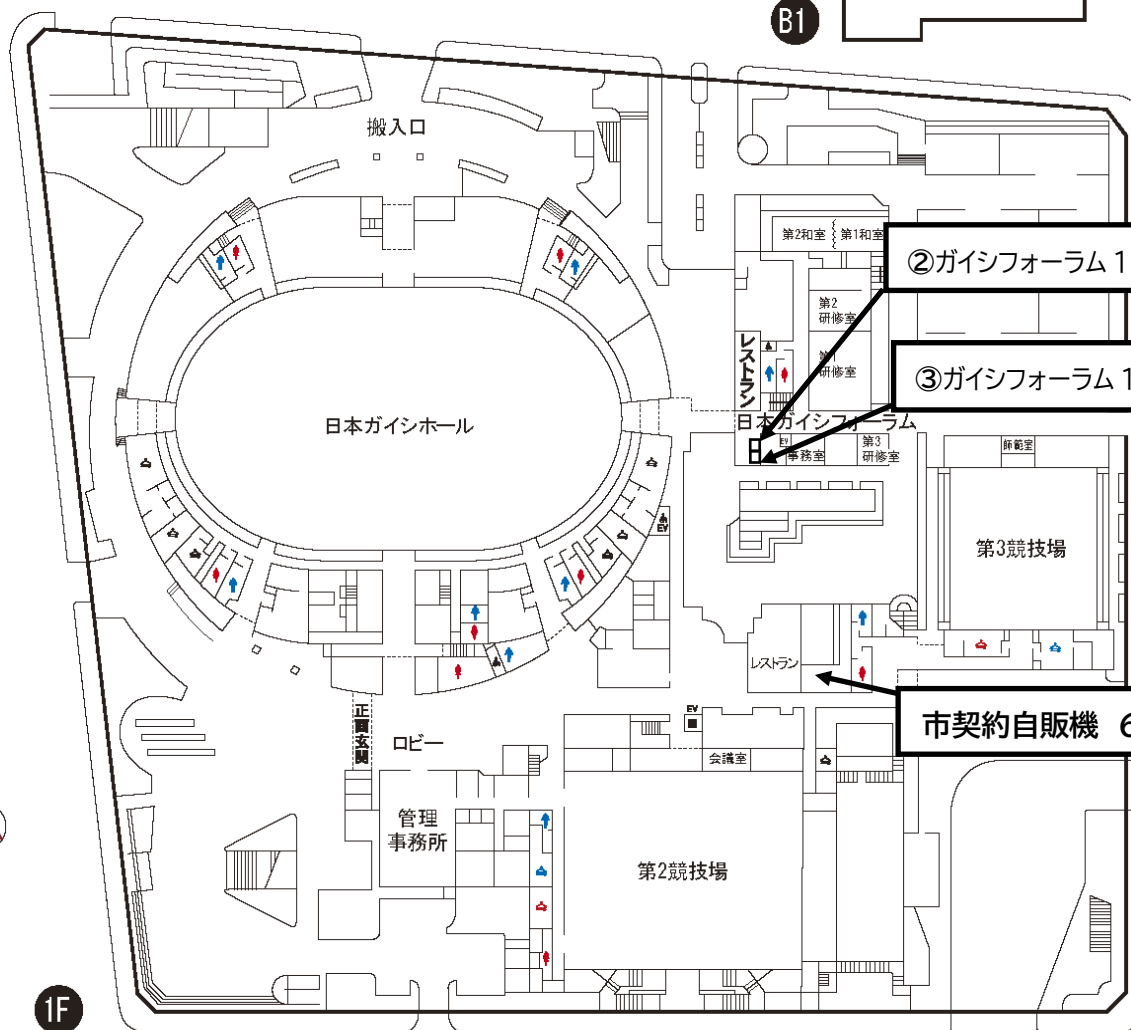 B1
搬入口
第2和室
第1和室
②ガイシフォーラム 1
第2
研修室
レストラン
研修室
③ガイシフォーラム 1
日本ガイシホール
日本ガイシフォーラム
EV
事務室
第3
研修室
師範室
EV
第3競技場
レストラン
市契約自販機 6
正面玄関
ロビー
EV
会議室
管理
事務所
第2競技場
1F